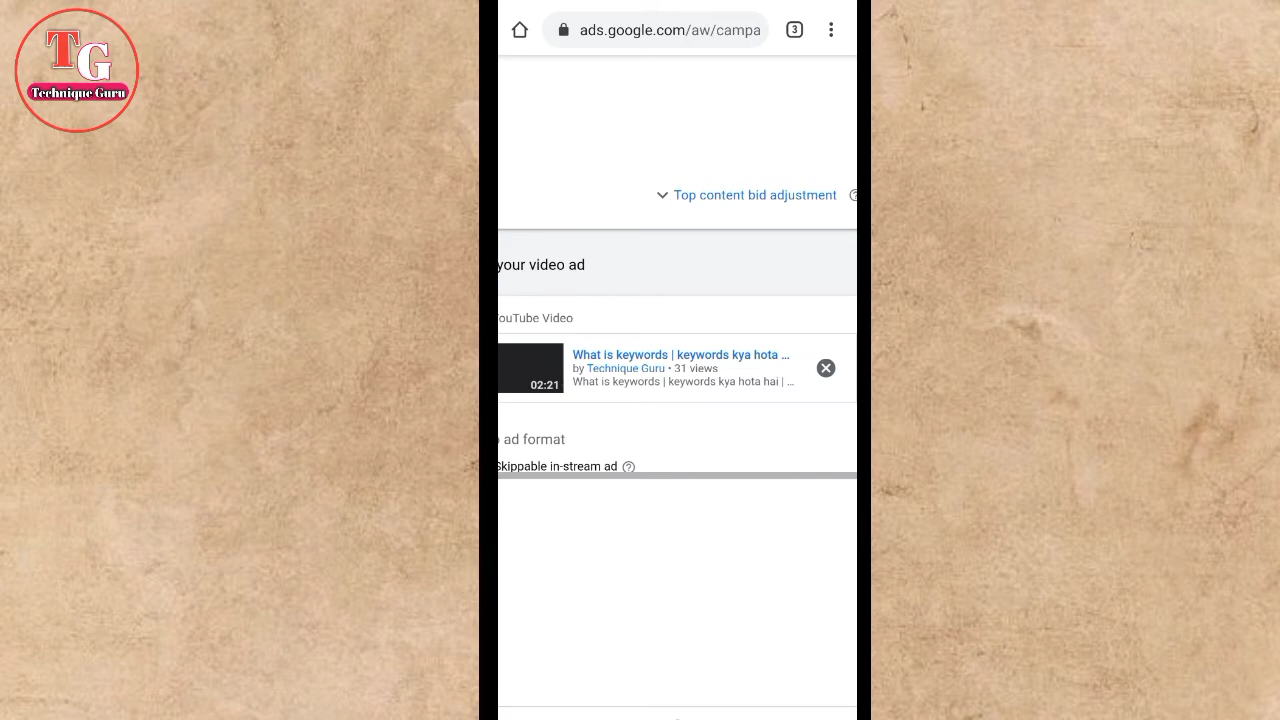 TG
Technique Guru
ads.google.com/aw/campa
3
Top content bid adjustment
your video ad
ouTube Video
02:21
What is keywords | keywords kya hota ...
by Technique Guru • 31 views
What is keywords | keywords kya hota hai | ...
ad format
Skippable in-stream ad